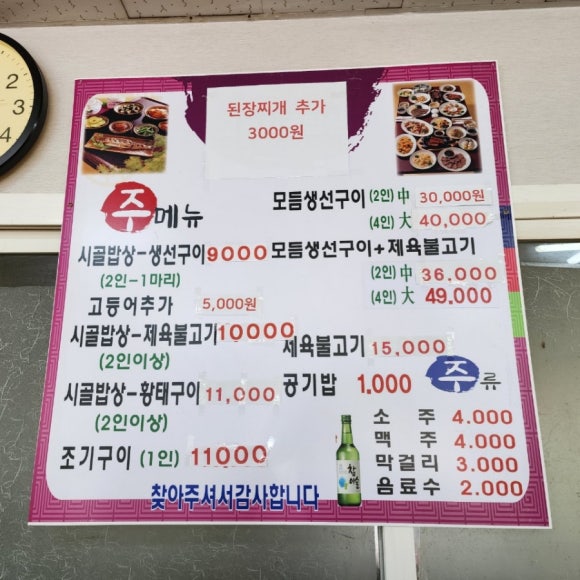 된장찌개 추가
3000원
주메뉴
시골밥상-생선구이 9000
(2인-1마리)
고등어추가 5,000원
시골밥상-제육불고기 10000
(2인이상)
시골밥상-황태구이 11,000
(2인이상)
조기구이 (1인) 11000
모듬생선구이 (2인) 中 30,000원
(4인) 大 40,000
모듬생선구이+제육불고기
(2인) 中 36.000
(4인) 大 49.000
제육불고기 15,000
공기밥 1.000
주류
소주 4.000
맥주 4.000
막걸리 3.000
음료수 2.000
찾아주셔서감사합니다
참이슬
2
3
4